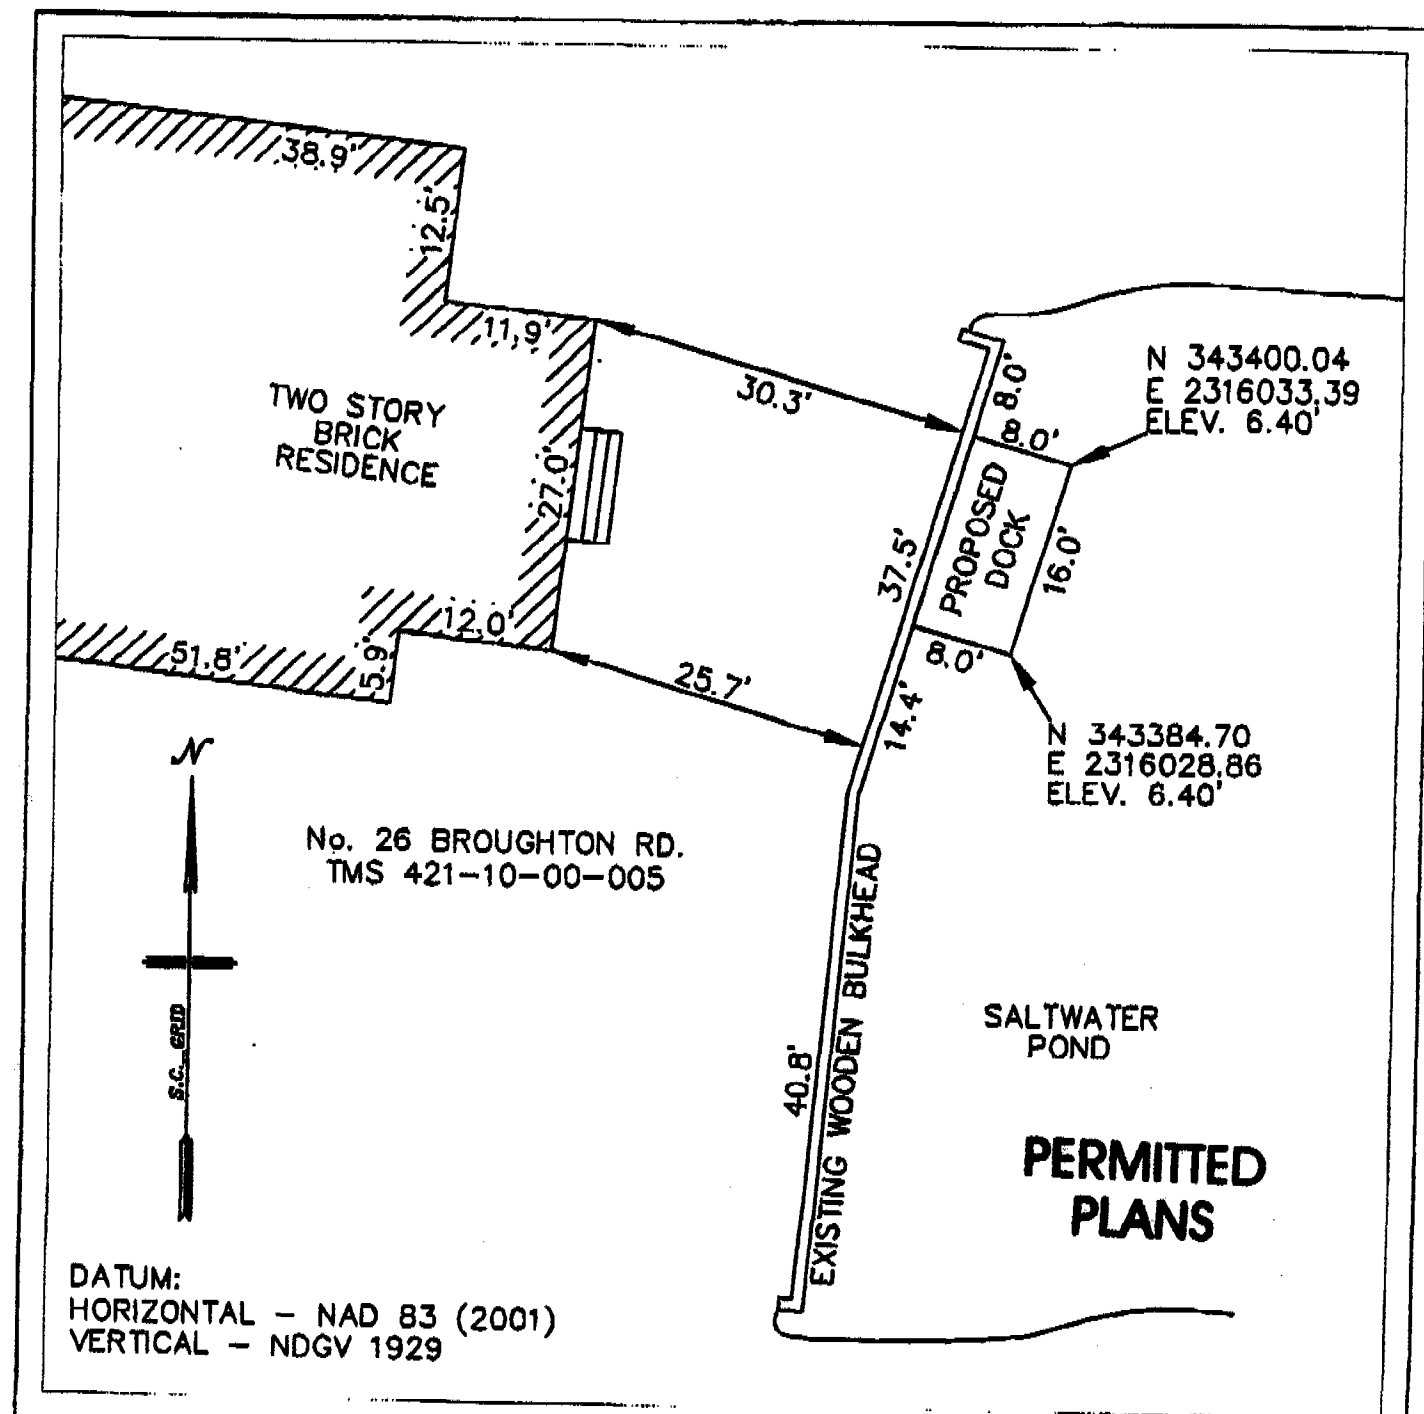 38.9'
12.5'
11.9'
30.3'
8.0'
N 343400.04
E 2316033.39
ELEV. 6.40'
8.0'
TWO STORY
BRICK
RESIDENCE
27.0'
PROPOSED
DOCK
37.5'
16.0'
12.0'
51.8'
5.9'
25.7'
8.0'
14.4'
N 343384.70
E 2316028.86
ELEV. 6.40'
N
No. 26 BROUGHTON RD.
TMS 421-10-00-005
S.C. GRID
EXISTING WOODEN BULKHEAD
40.8'
SALTWATER
POND
PERMITTED
PLANS
DATUM:
HORIZONTAL - NAD 83 (2001)
VERTICAL - NDGV 1929